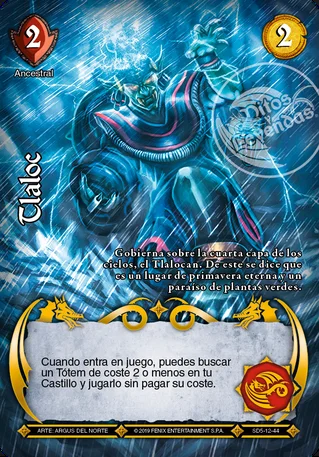 2
2
Ancestral
Mitos
y
Leyendas
Tlaloc
Gobierna sobre la cuarta capa de los
cielos, el Tlalocan. De este se dice que
es un lugar de primavera eterna y un
paraíso de plantas verdes.
Cuando entra en juego, puedes buscar
un Tótem de coste 2 o menos en tu
Castillo y jugarlo sin pagar su coste.
ARTE: ARGUS DEL NORTE
© 2019 FENIX ENTERTAINMENT S.P.A.
SD5-12-44